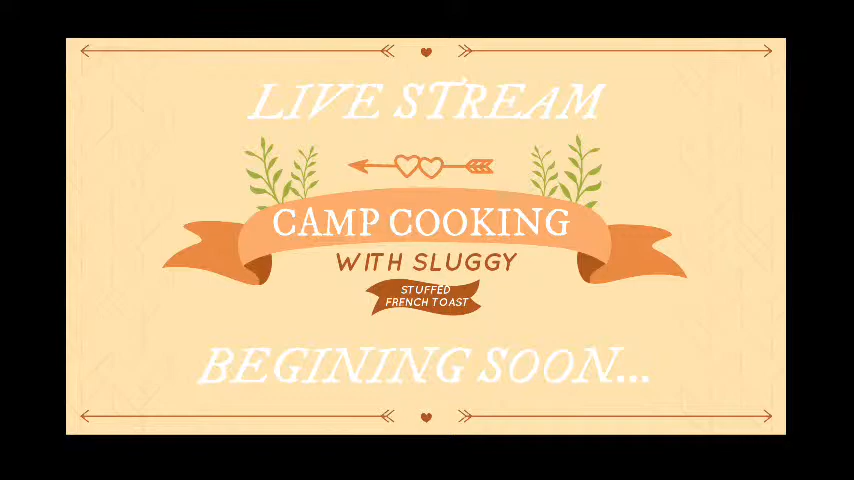 LIVE STREAM
CAMP COOKING
WITH SLUGGY
STUFFED
FRENCH TOAST
BEGINING SOON...